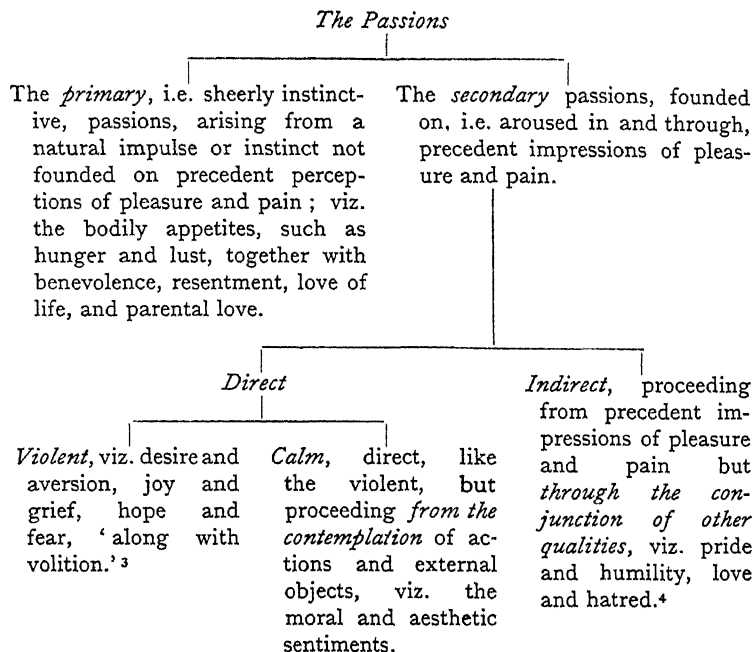 The Passions
The primary, i.e. sheerly instinct-
ive, passions, arising from a
natural impulse or instinct not
founded on precedent percep-
tions of pleasure and pain ; viz.
the bodily appetites, such as
hunger and lust, together with
benevolence, resentment, love of
life, and parental love.
The secondary passions, founded
on, i.e. aroused in and through,
precedent impressions of pleas-
ure and pain.
Direct
Violent, viz. desire and
aversion, joy and
grief, hope and
fear, ‘ along with
volition.’ 3
Calm, direct, like
the violent, but
proceeding from the
contemplation of ac-
tions and external
objects, viz. the
moral and aesthetic
sentiments.
Indirect, proceeding
from precedent im-
pressions of pleasure
and pain but
through the con-
junction of other
qualities, viz. pride
and humility, love
and hatred.4